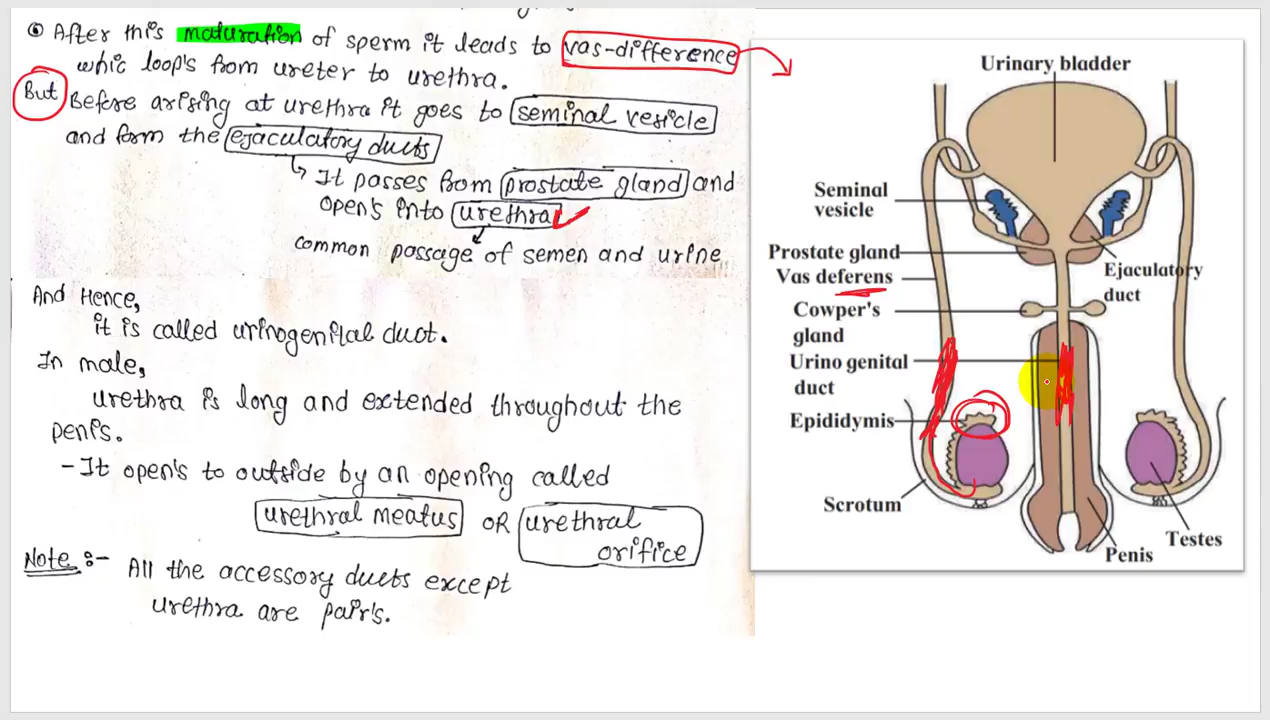 ⑥ After this maturation of sperm it leads to vas-difference
whic loop's from ureter to urethra.
But Before arising at urethra it goes to seminal vesicle
and form the ejaculatory ducts
↳ It passes from prostate gland and
open's into urethra
common passage of semen and urine
And Hence,
it is called urinogenital duct.
In male,
urethra is long and extended throughout the
penis.
- It open's to outside by an opening called
urethral meatus OR urethral
orifice
Note :- All the accessory ducts except
urethra are pair's.
Urinary bladder
Seminal
vesicle
Prostate gland
Vas deferens
Ejaculatory
duct
Cowper's
gland
Urino genital
duct
Epididymis
Scrotum
Testes
Penis